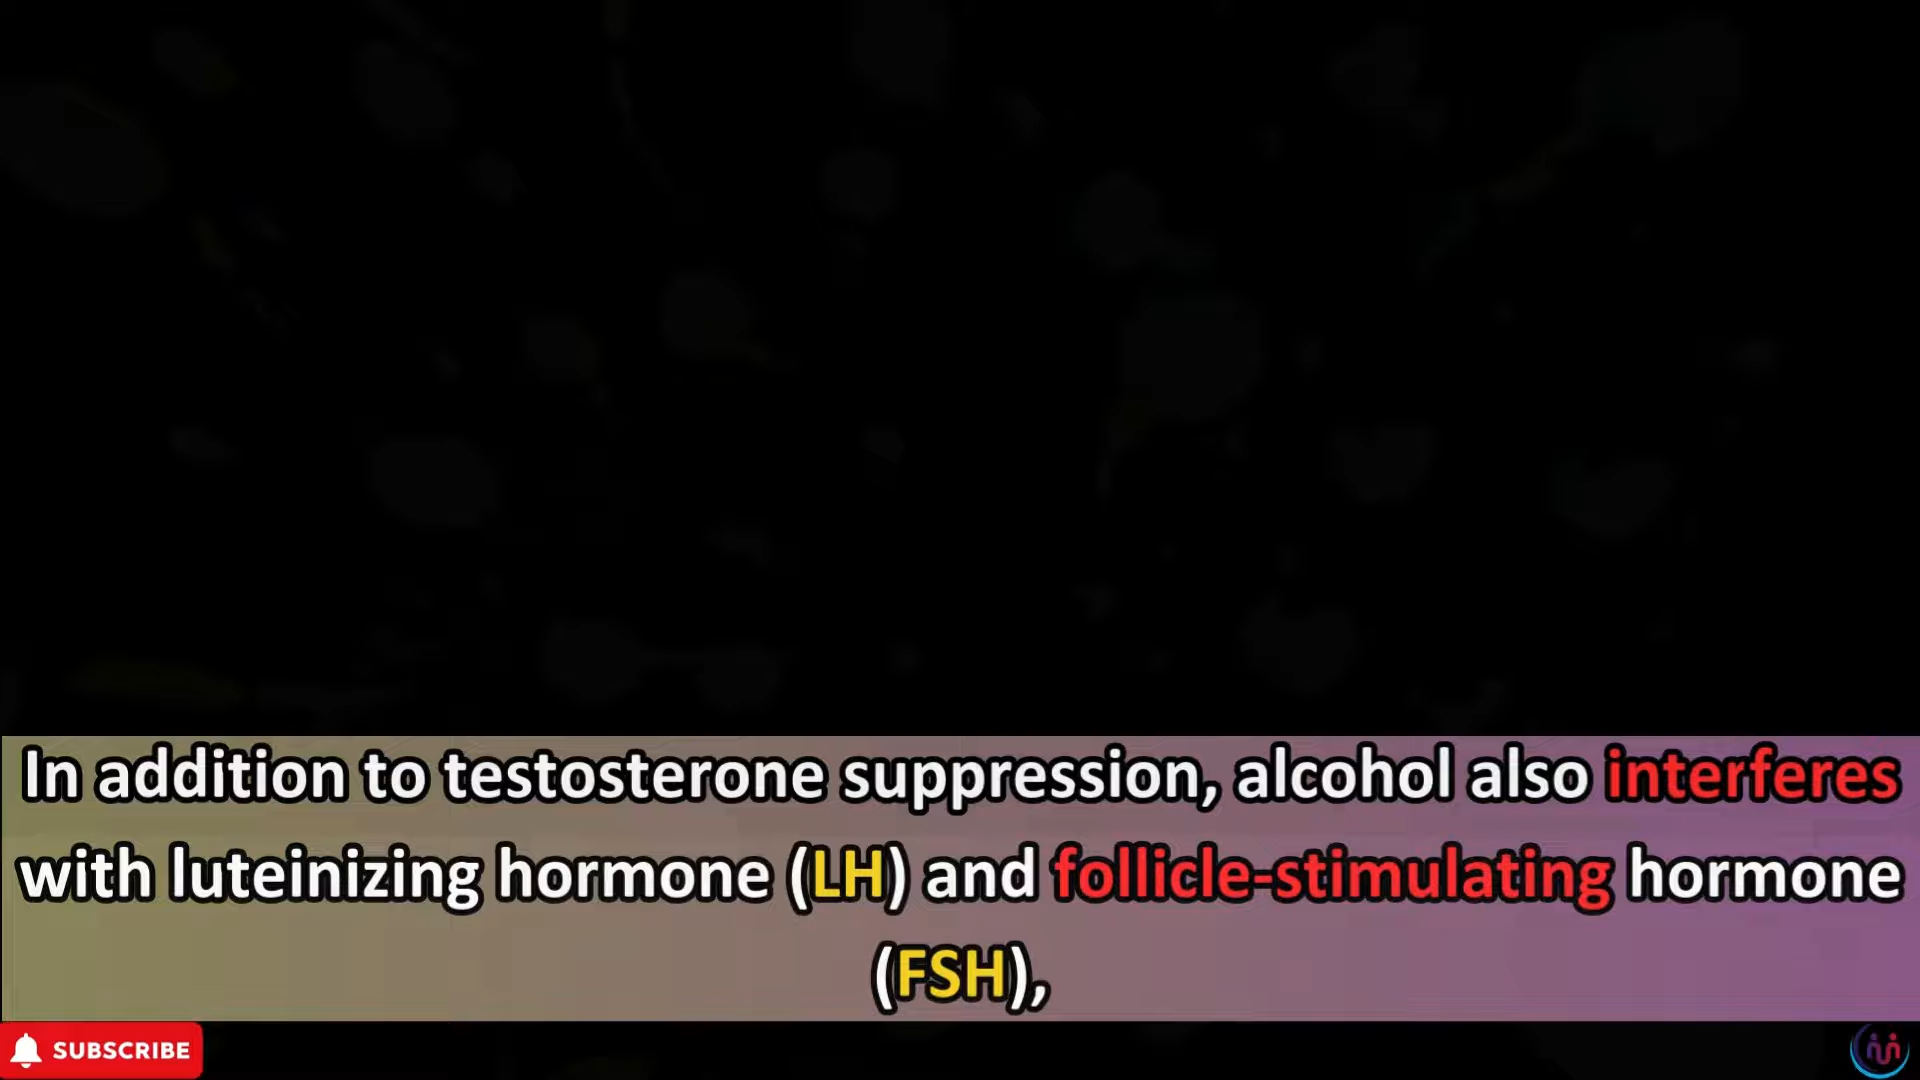 In addition to testosterone suppression, alcohol also interferes
with luteinizing hormone (LH) and follicle-stimulating hormone
(FSH),
SUBSCRIBE